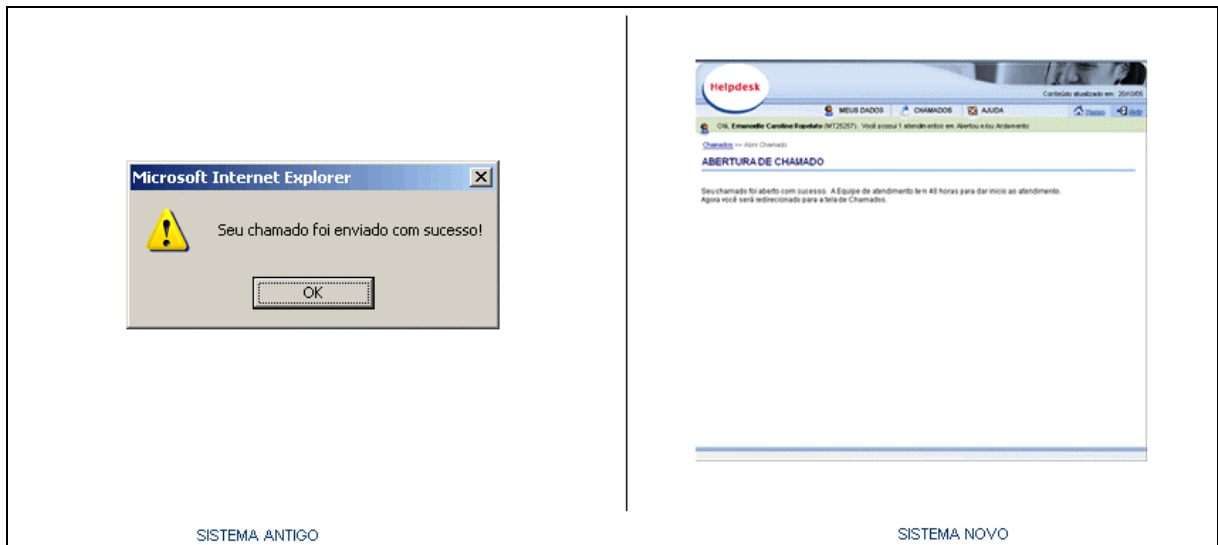 Microsoft Internet Explorer
Seu chamado foi enviado com sucesso!
OK
SISTEMA ANTIGO
Helpdesk
Conteúdo atualizado em: 20/10/05
MEUS DADOS CHAMADOS AJUDA
Olá, Emanoelle Caroline (MT25257). Você possui 1 atendimentos em Abertou e/ou Andamento
Chamados >> Abrir Chamado
ABERTURA DE CHAMADO
Seu chamado foi aberto com sucesso. A Equipe de atendimento tem 48 horas para dar inicio ao atendimento.
Agora você será redirecionado para a tela de Chamados.
SISTEMA NOVO